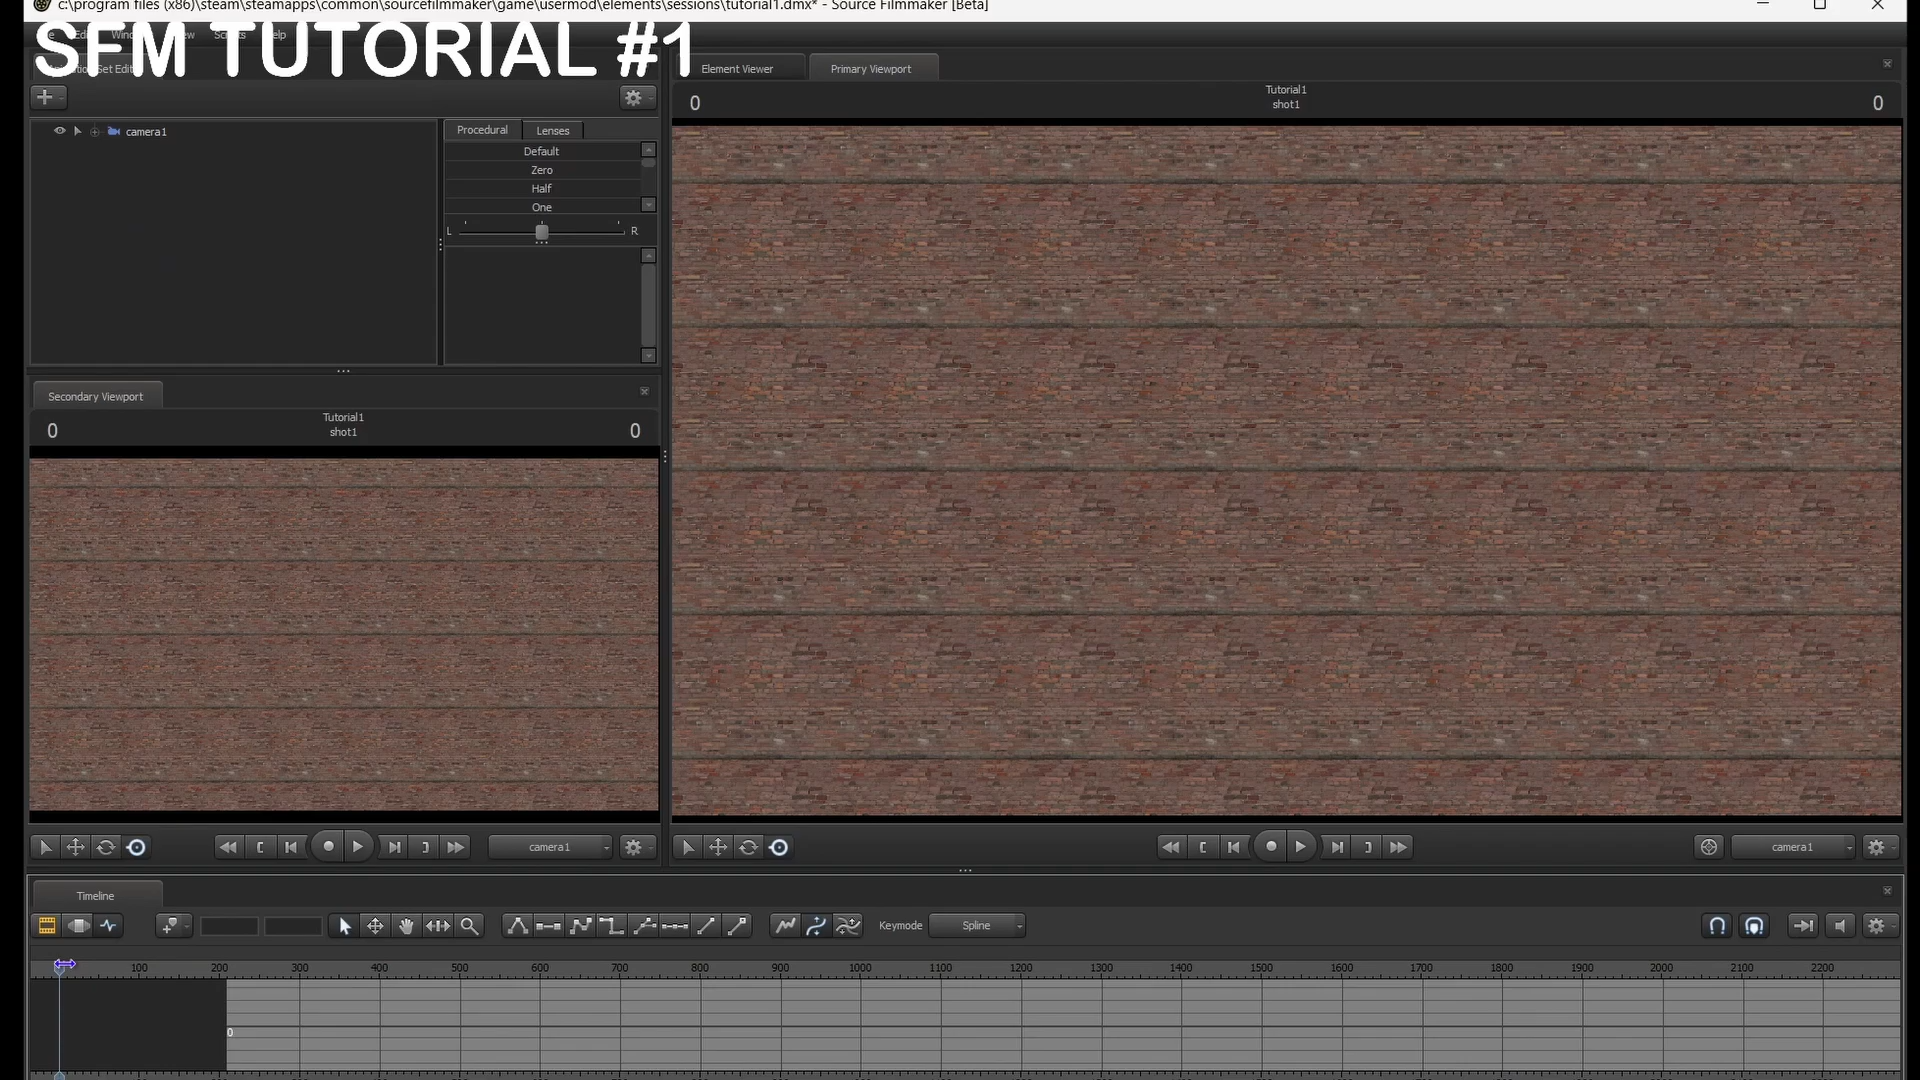 c:\program files (x86)\steam\steamapps\common\sourcefilmmaker\game\usermod\elements\sessions\tutorial1.dmx* - Source Filmmaker [Beta]
SFM TUTORIAL #1
Element Viewer
Primary Viewport
0
Tutorial1
shot1
0
camera1
Procedural
Lenses
Default
Zero
Half
One
L
R
Secondary Viewport
0
Tutorial1
shot1
0
camera1
camera1
Timeline
Keymode
Spline
100 200 300 400 500 600 700 800 900 1000 1100 1200 1300 1400 1500 1600 1700 1800 1900 2000 2100 2200
0